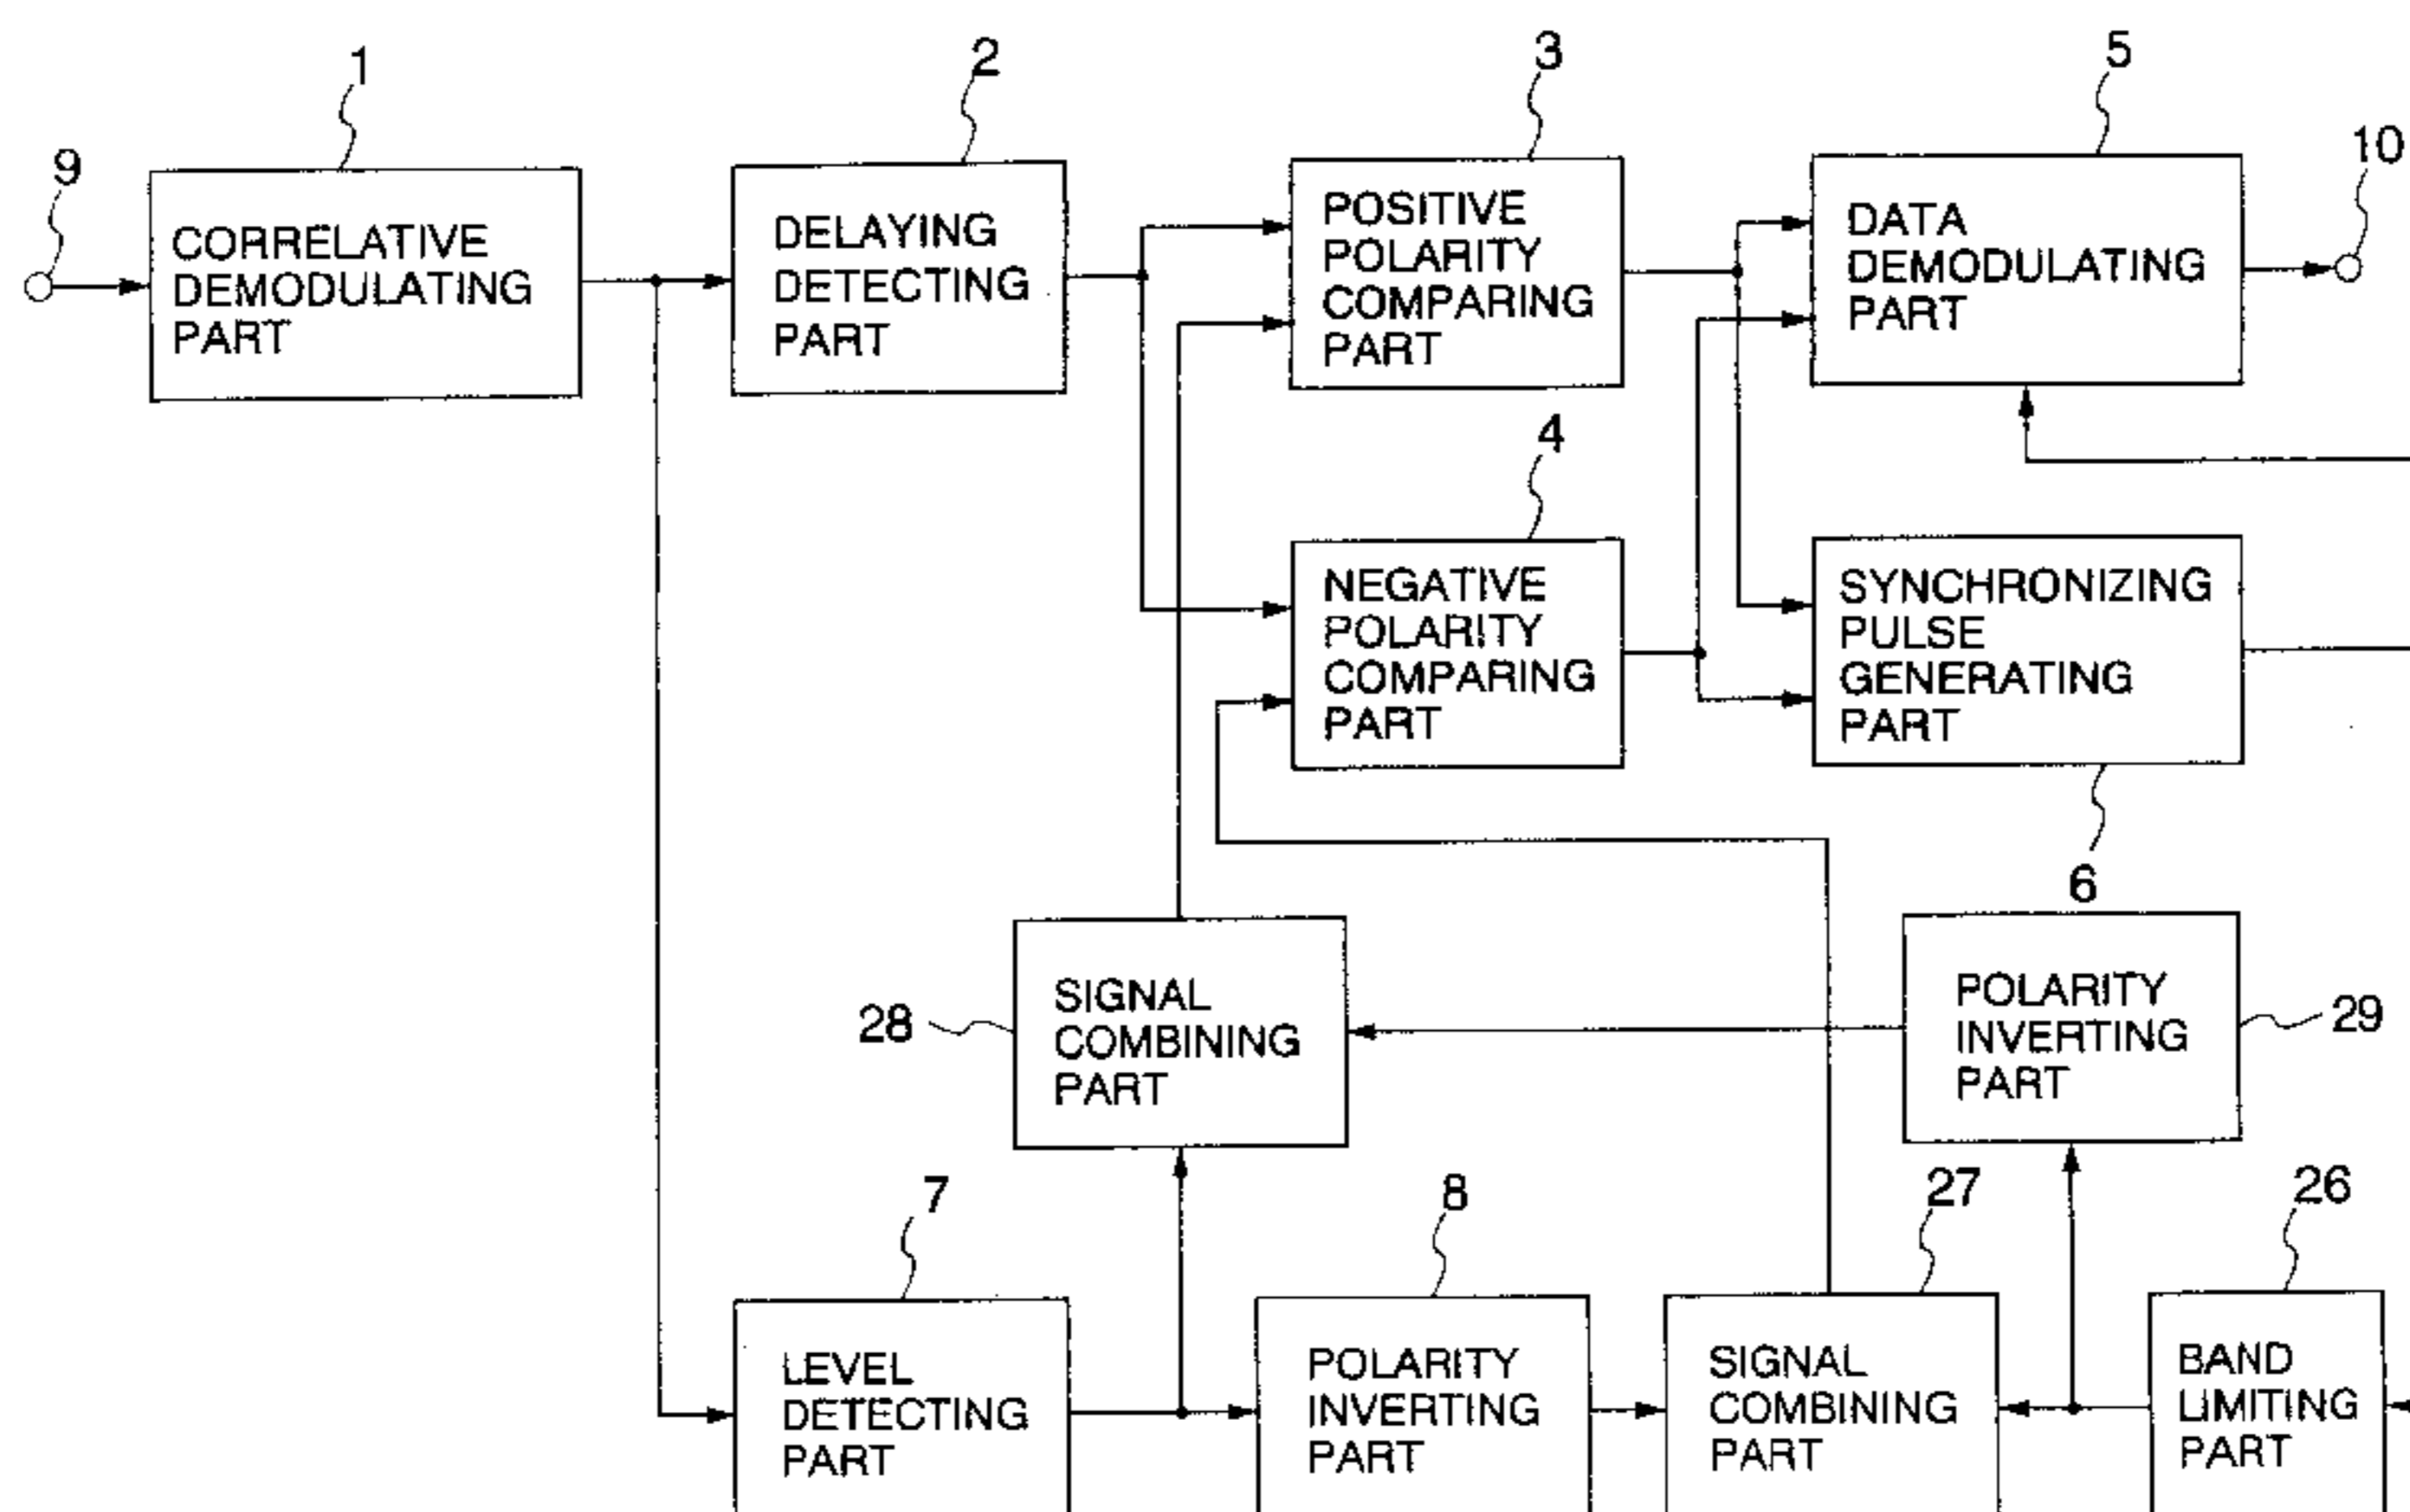 1
2
3
5
9
10
CORRELATIVE
DEMODULATING
PART
DELAYING
DETECTING
PART
POSITIVE
POLARITY
COMPARING
PART
DATA
DEMODULATING
PART
4
NEGATIVE
POLARITY
COMPARING
PART
SYNCHRONIZING
PULSE
GENERATING
PART
6
28
SIGNAL
COMBINING
PART
POLARITY
INVERTING
PART
29
7
8
27
26
LEVEL
DETECTING
PART
POLARITY
INVERTING
PART
SIGNAL
COMBINING
PART
BAND
LIMITING
PART